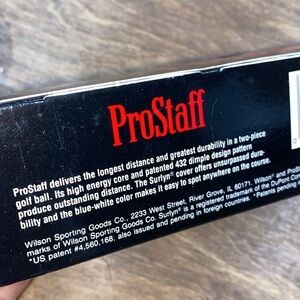 ProStaff
ProStaff delivers the longest distance and greatest durability in a two-piece
golf ball. Its high energy core and patented 432 dimple design pattern
produce outstanding distance. The Surlyn® cover offers unsurpassed dura-
bility and the blue-white color makes it easy to spot anywhere on the course.
Wilson Sporting Goods Co., 2233 West Street, River Grove, IL 60171. Wilson® and
marks of Wilson Sporting Goods Co. Surlyn® is a registered trademark of the DuPont
*US patent #4,560,168, also issued and pending in foreign countries. *Patents pending
0